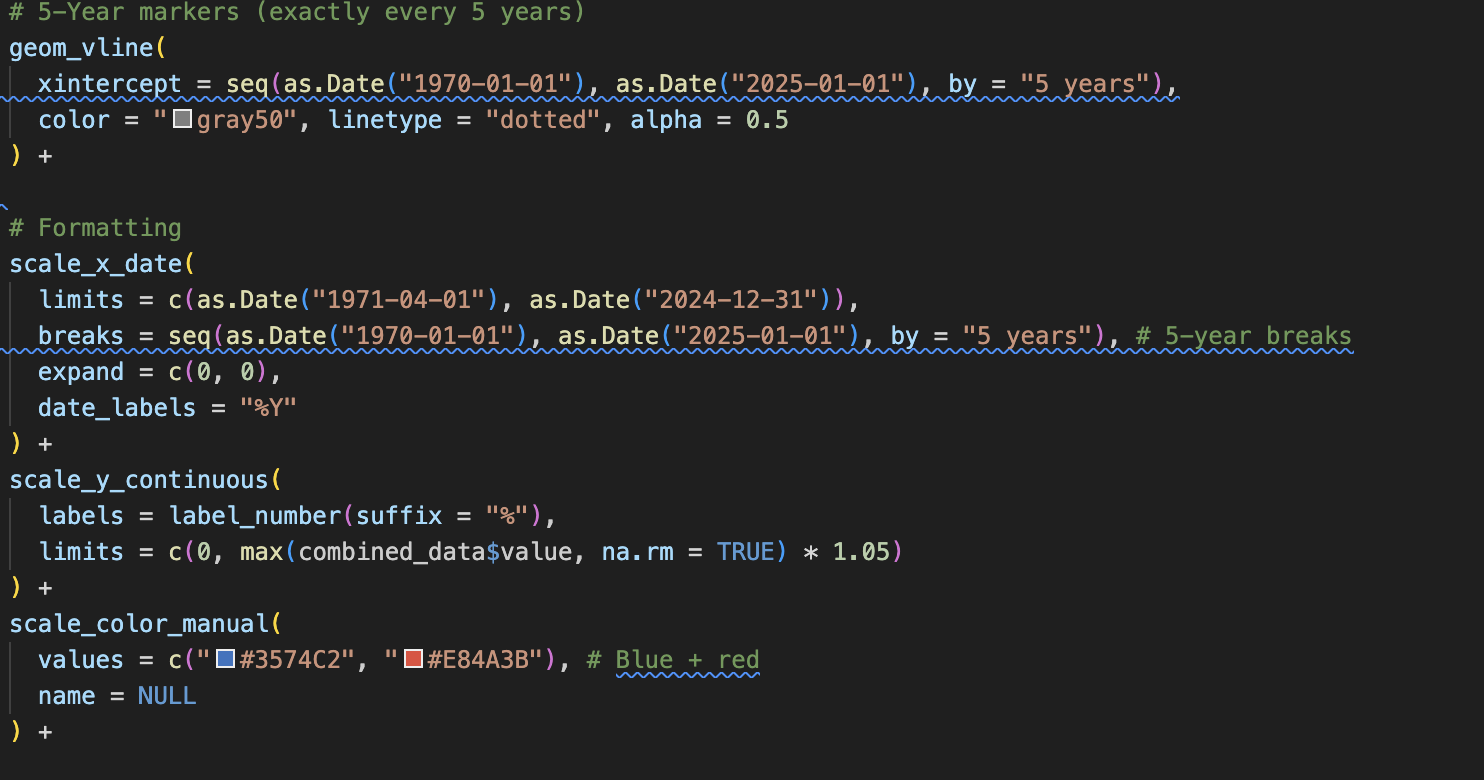 # 5-Year markers (exactly every 5 years)
geom_vline(
  xintercept = seq(as.Date("1970-01-01"), as.Date("2025-01-01"), by = "5 years"),
  color = "gray50", linetype = "dotted", alpha = 0.5
) +

# Formatting
scale_x_date(
  limits = c(as.Date("1971-04-01"), as.Date("2024-12-31")),
  breaks = seq(as.Date("1970-01-01"), as.Date("2025-01-01"), by = "5 years"), # 5-year breaks
  expand = c(0, 0),
  date_labels = "%Y"
) +
scale_y_continuous(
  labels = label_number(suffix = "%"),
  limits = c(0, max(combined_data$value, na.rm = TRUE) * 1.05)
) +
scale_color_manual(
  values = c("#3574C2", "#E84A3B"), # Blue + red
  name = NULL
) +